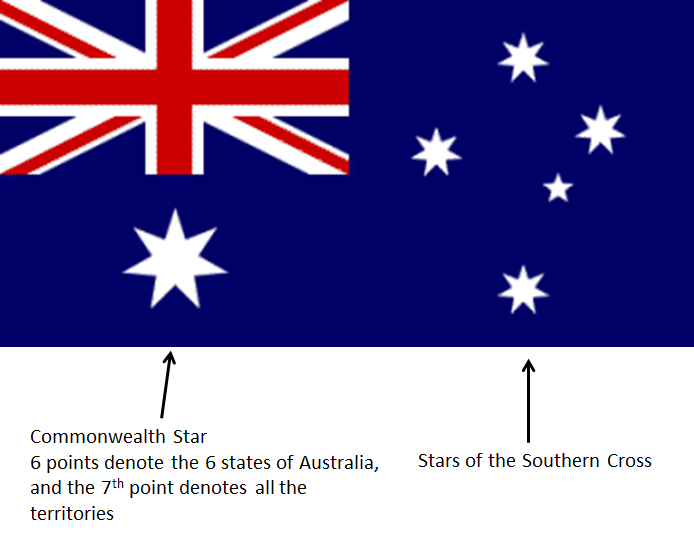 Commonwealth Star
6 points denote the 6 states of Australia,
and the 7th point denotes all the
territories
Stars of the Southern Cross